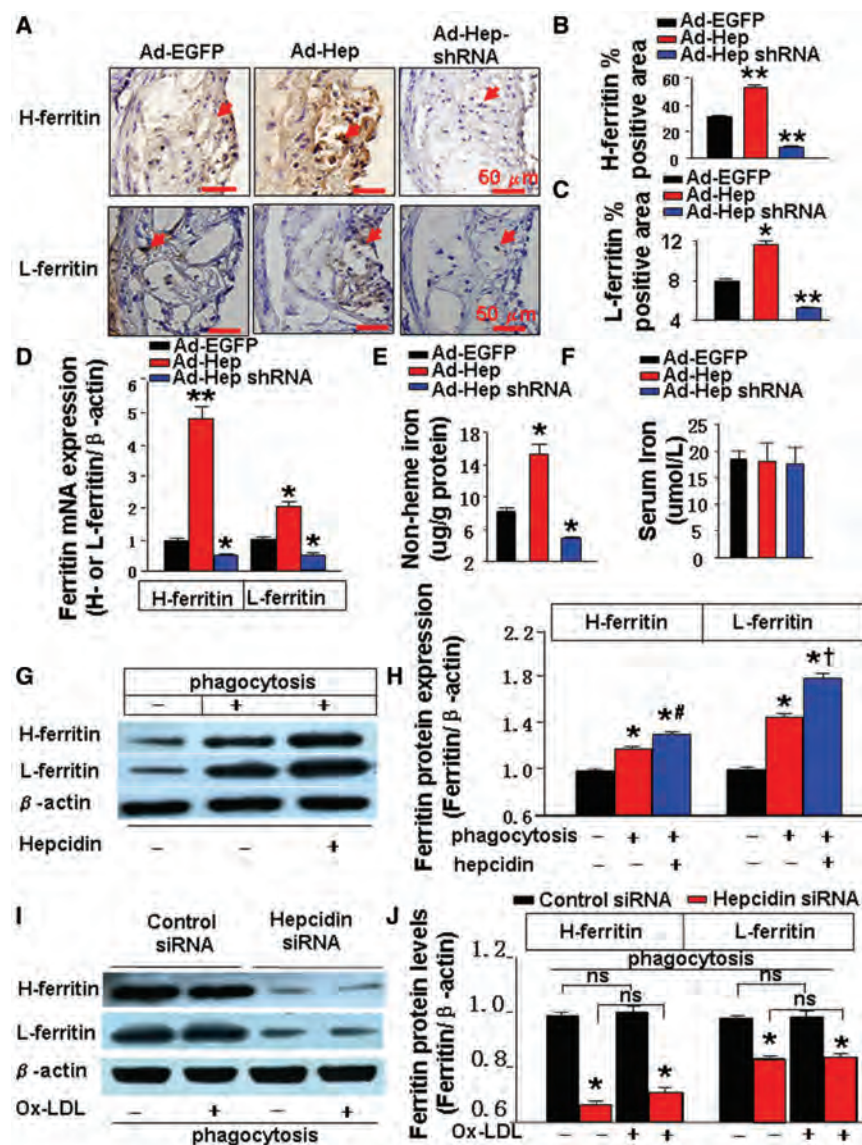 A
Ad-EGFP
Ad-Hep
Ad-Hep-
shRNA
H-ferritin
L-ferritin
50 μm
50 μm
B
Ad-EGFP
Ad-Hep
Ad-Hep shRNA
H-ferritin %
positive area
60
40
20
0
**
**
C
Ad-EGFP
Ad-Hep
Ad-Hep shRNA
L-ferritin %
positive area
12
8
4
*
**
D
Ad-EGFP
Ad-Hep
Ad-Hep shRNA
Ferritin mNA expression
(H- or L-ferritin/β-actin)
6
5
4
3
2
1
0
**
*
*
*
H-ferritin
L-ferritin
E
Ad-EGFP
Ad-Hep
Ad-Hep shRNA
Non-heme iron
(ug/g protein)
18
14
10
6
2
*
*
F
Ad-EGFP
Ad-Hep
Ad-Hep shRNA
Serum Iron
(umol/L)
25
20
15
10
5
0
G
phagocytosis
– + +
H-ferritin
L-ferritin
β-actin
Hepcidin – – +
H
Ferritin protein expression
(Ferritin/β-actin)
H-ferritin
L-ferritin
2.2
1.8
1.4
1.0
0.6
*
*#
*
*†
phagocytosis – + + – + +
hepcidin – – + – – +
I
Control
siRNA
Hepcidin
siRNA
H-ferritin
L-ferritin
β-actin
Ox-LDL – + – +
phagocytosis
J
Control siRNA
Hepcidin siRNA
Ferritin protein levels
(Ferritin/β-actin)
H-ferritin
L-ferritin
phagocytosis
1.2
1.0
0.8
0.6
ns
ns
ns
ns
*
*
*
*
Ox-LDL – – + + – – + +